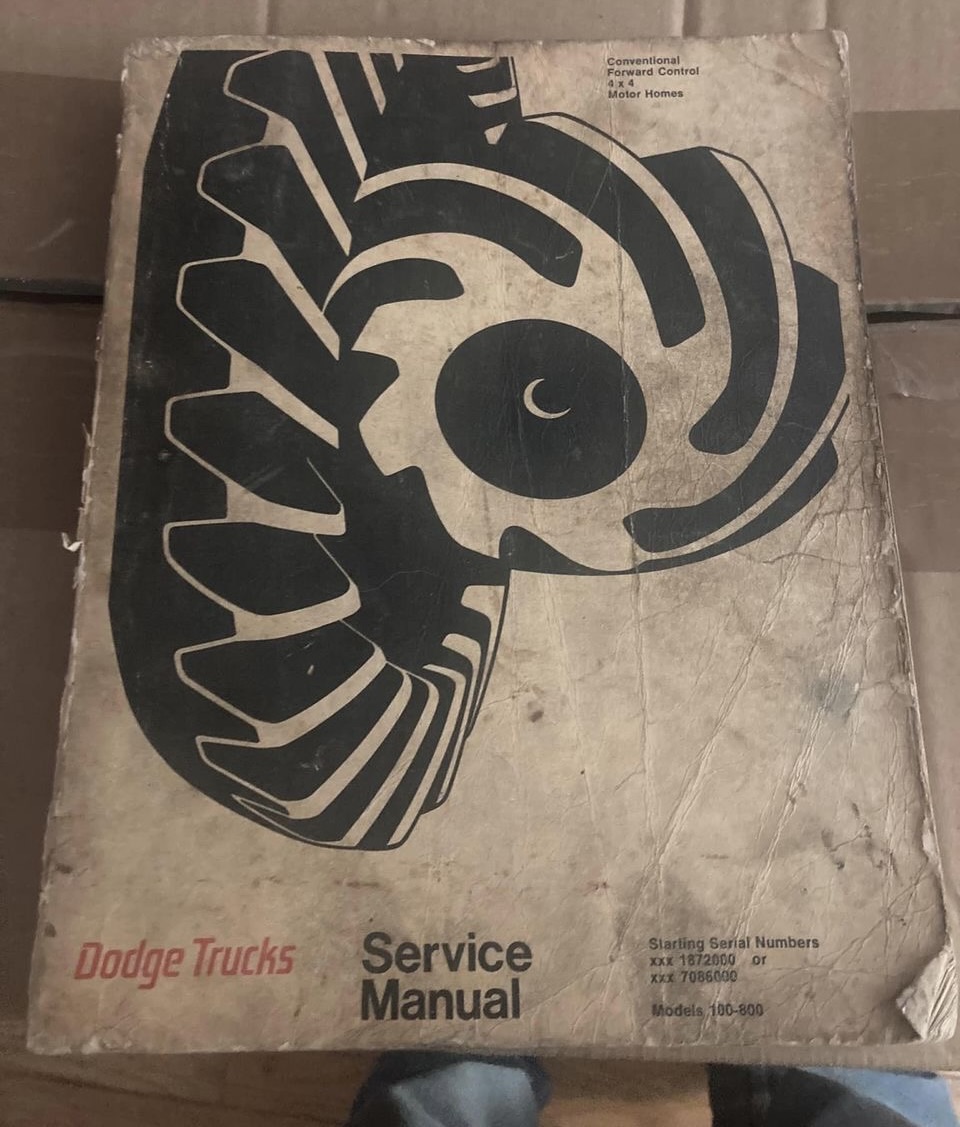 Conventional
Forward Control
4 x 4
Motor Homes
Dodge Trucks
Service
Manual
Starting Serial Numbers
xxx 1872000 or
xxx 7086000
Models 100-800